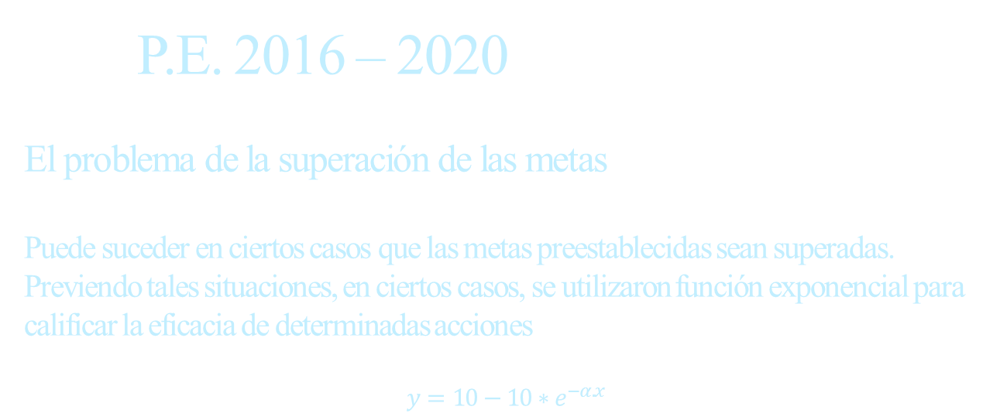 P.E. 2016 – 2020
El problema de la superación de las metas
Puede suceder en ciertos casos que las metas preestablecidas sean superadas.
Previendo tales situaciones, en ciertos casos, se utilizaron función exponencial para
calificar la eficacia de determinadas acciones
y = 10 − 10 ∗ e^{−αx}